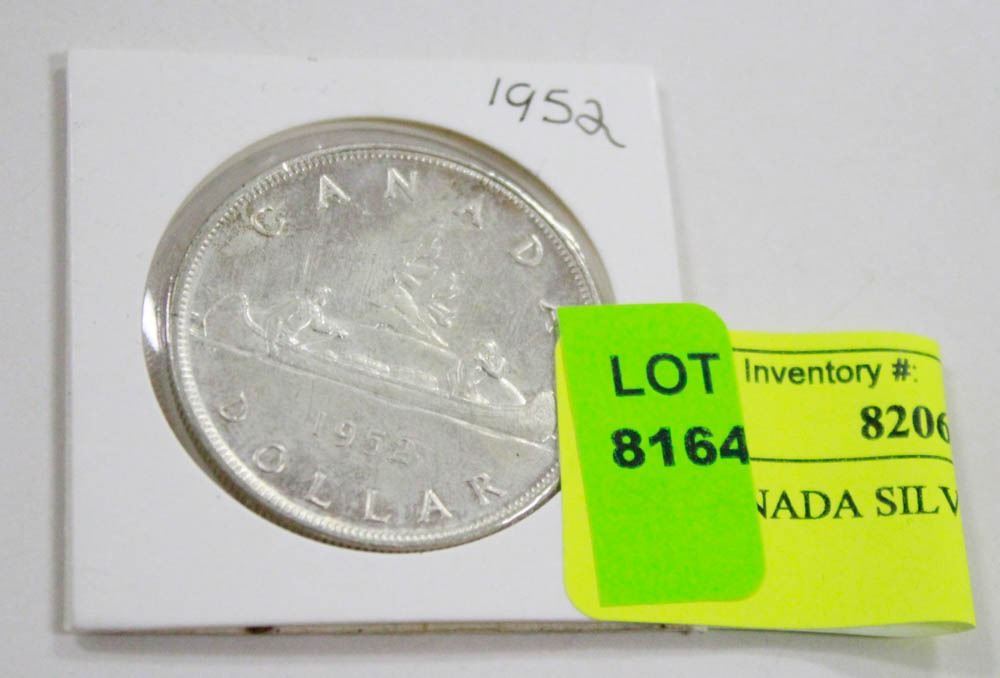 1952
CANADA
1952
DOLLAR
LOT
8164
Inventory #:
8206
NADA SILV